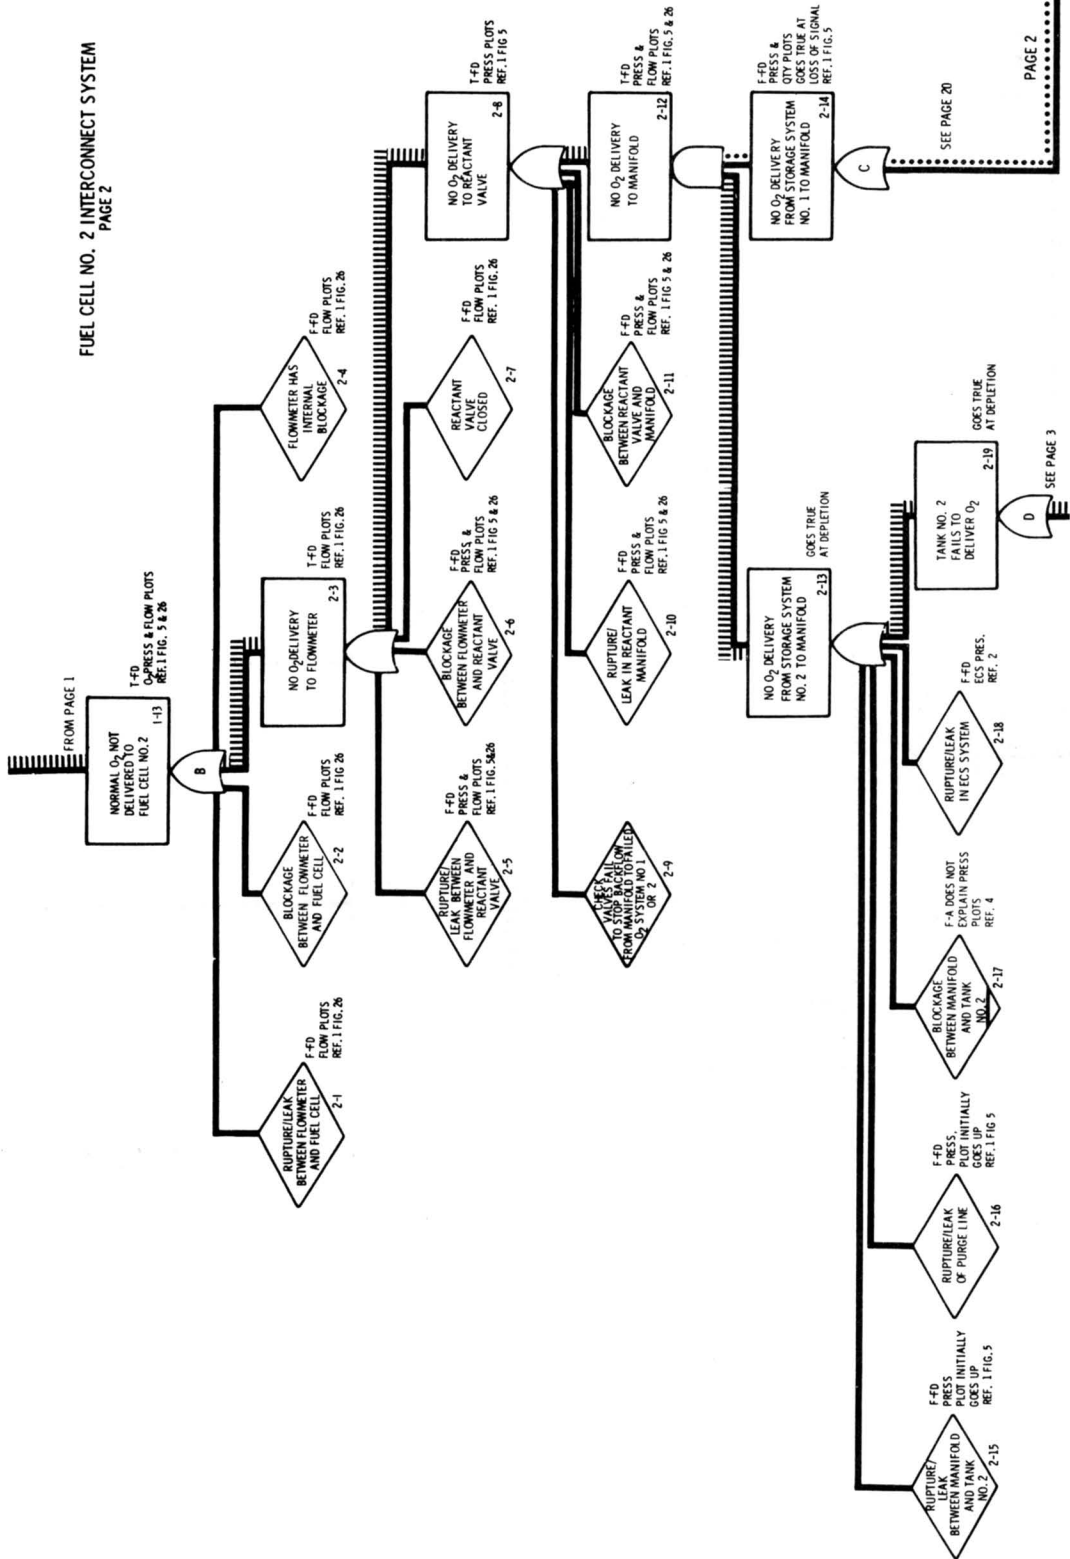 FUEL CELL NO. 2 INTERCONNECT SYSTEM
PAGE 2
FROM PAGE 1
NORMAL O2 NOT
DELIVERED TO
FUEL CELL NO.2
1-13
T-FD
O2 PRESS & FLOW PLOTS
REF.1 FIG. 5 & 26
B
RUPTURE/LEAK
BETWEEN FLOWMETER
AND FUEL CELL
2-1
F-FD
FLOW PLOTS
REF.1 FIG.26
BLOCKAGE
BETWEEN FLOWMETER
AND FUEL CELL
2-2
F-FD
FLOW PLOTS
REF. 1 FIG 26
NO O2 DELIVERY
TO FLOWMETER
2-3
T-FD
FLOW PLOTS
REF.1 FIG.26
FLOWMETER HAS
INTERNAL
BLOCKAGE
2-4
F-FD
FLOW PLOTS
REF. 1 FIG.26
RUPTURE/
LEAK BETWEEN
FLOWMETER AND
REACTANT
VALVE
2-5
F-FD
PRESS &
FLOW PLOTS
REF.1 FIG.5&26
BLOCKAGE
BETWEEN FLOWMETER
AND REACTANT
VALVE
2-6
F-FD
PRESS &
FLOW PLOTS
REF.1 FIG 5 & 26
REACTANT
VALVE
CLOSED
2-7
F-FD
FLOW PLOTS
REF. 1 FIG.26
NO O2 DELIVERY
TO REACTANT
VALVE
2-8
T-FD
PRESS PLOTS
REF.1 FIG 5
CHECK
VALVES FAIL
TO STOP BACKFLOW
FROM MANIFOLD TO FAILED
O2 SYSTEM NO 1
OR 2
2-9
RUPTURE/
LEAK IN REACTANT
MANIFOLD
2-10
F-FD
PRESS &
FLOW PLOTS
REF.1 FIG 5 & 26
BLOCKAGE
BETWEEN REACTANT
VALVE AND
MANIFOLD
2-11
F-FD
PRESS &
FLOW PLOTS
REF. 1 FIG 5 & 26
NO O2 DELIVERY
TO MANIFOLD
2-12
T-FD
PRESS &
FLOW PLOTS
REF.1 FIG.5 & 26
NO O2 DELIVERY
FROM STORAGE SYSTEM
NO. 2 TO MANIFOLD
2-13
GOES TRUE
AT DEPLETION
NO O2 DELIVERY
FROM STORAGE SYSTEM
NO. 1 TO MANIFOLD
2-14
F-FD
PRESS &
QTY PLOTS
GOES TRUE AT
LOSS OF SIGNAL
REF.1 FIG.5
C
SEE PAGE 20
RUPTURE/
LEAK
BETWEEN MANIFOLD
AND TANK
NO.2
2-15
F-FD
PRESS
PLOT INITIALLY
GOES UP
REF. 1 FIG.5
RUPTURE/LEAK
OF PURGE LINE
2-16
F-FD
PRESS.
PLOT INITIALLY
GOES UP
REF.1 FIG 5
BLOCKAGE
BETWEEN MANIFOLD
AND TANK
NO.2
2-17
F-A DOES NOT
EXPLAIN PRESS
PLOTS
REF. 4
RUPTURE/LEAK
IN ECS SYSTEM
2-18
F-FD
ECS PRES.
REF. 2
TANK NO. 2
FAILS TO
DELIVER O2
2-19
GOES TRUE
AT DEPLETION
D
SEE PAGE 3
PAGE 2